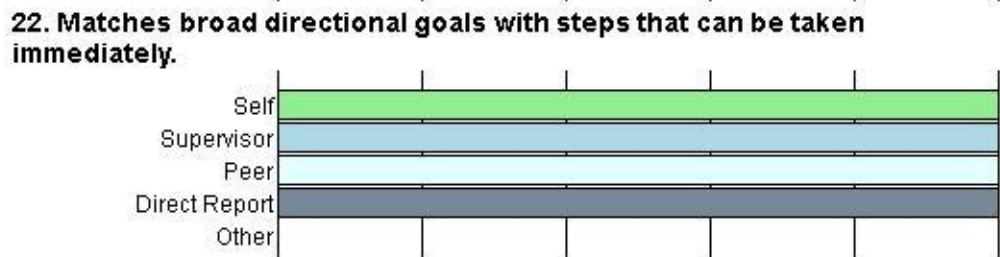 22. Matches broad directional goals with steps that can be taken
immediately.
Self
Supervisor
Peer
Direct Report
Other